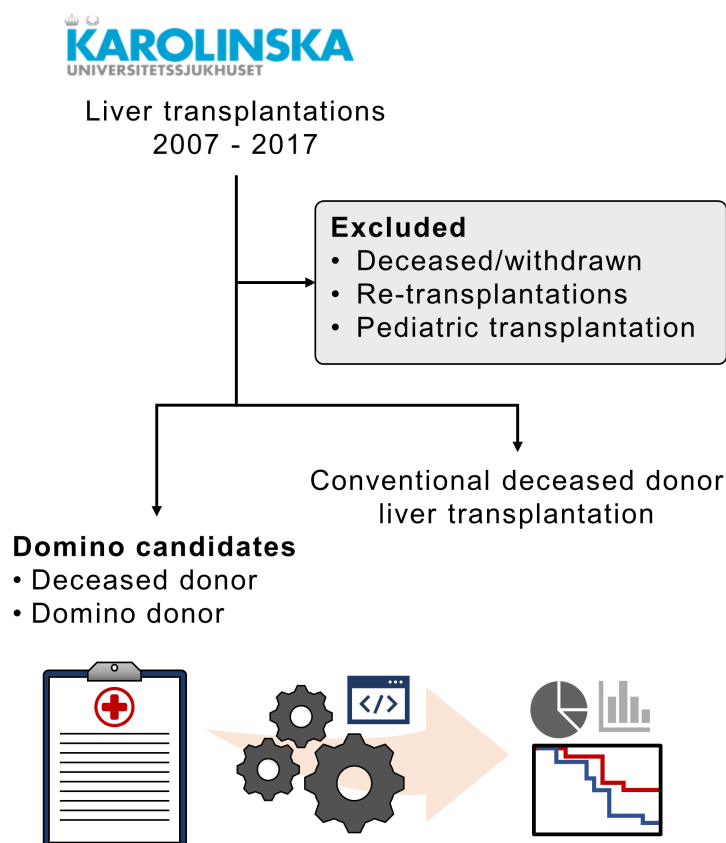 KAROLINSKA
UNIVERSITETSSJUKHUSET
Liver transplantations
2007 - 2017
Excluded
• Deceased/withdrawn
• Re-transplantations
• Pediatric transplantation
Conventional deceased donor
liver transplantation
Domino candidates
• Deceased donor
• Domino donor
</>